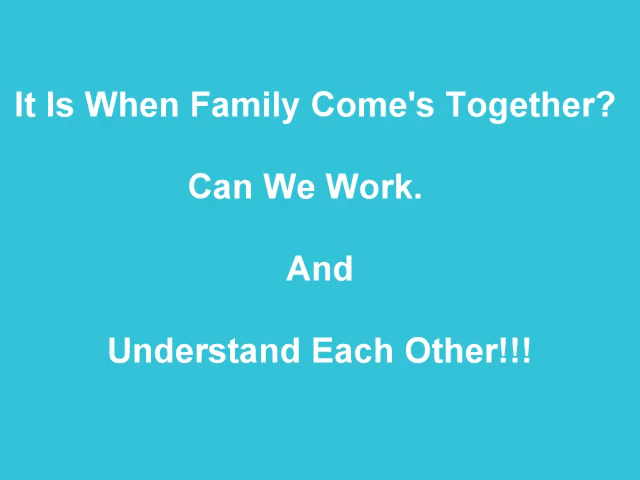 It Is When Family Come's Together?
Can We Work.
And
Understand Each Other!!!